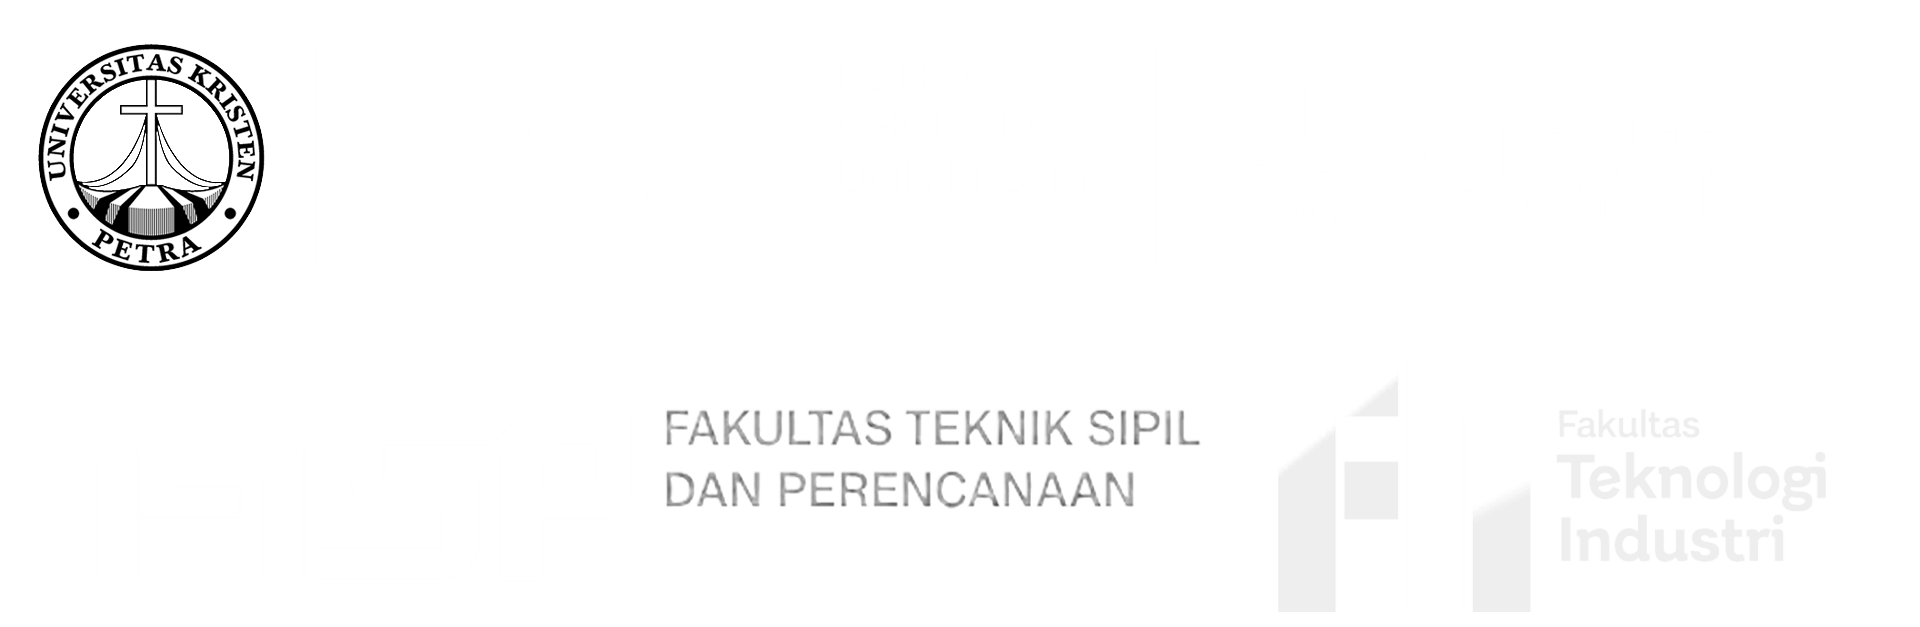 UNIVERSITAS KRISTEN
PETRA
FAKULTAS TEKNIK SIPIL
DAN PERENCANAAN
Fakultas
Teknologi
Industri